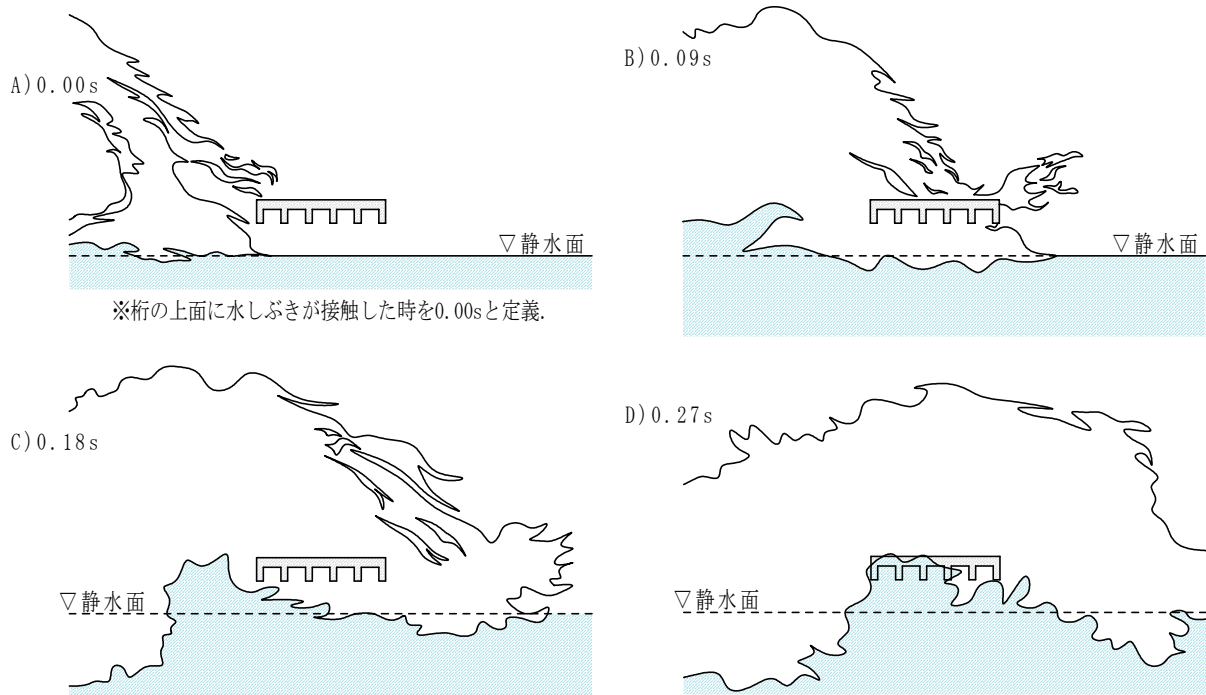 A)0.00s
▽静水面
※桁の上面に水しぶきが接触した時を0.00sと定義.
B)0.09s
▽静水面
C)0.18s
▽静水面
D)0.27s
▽静水面